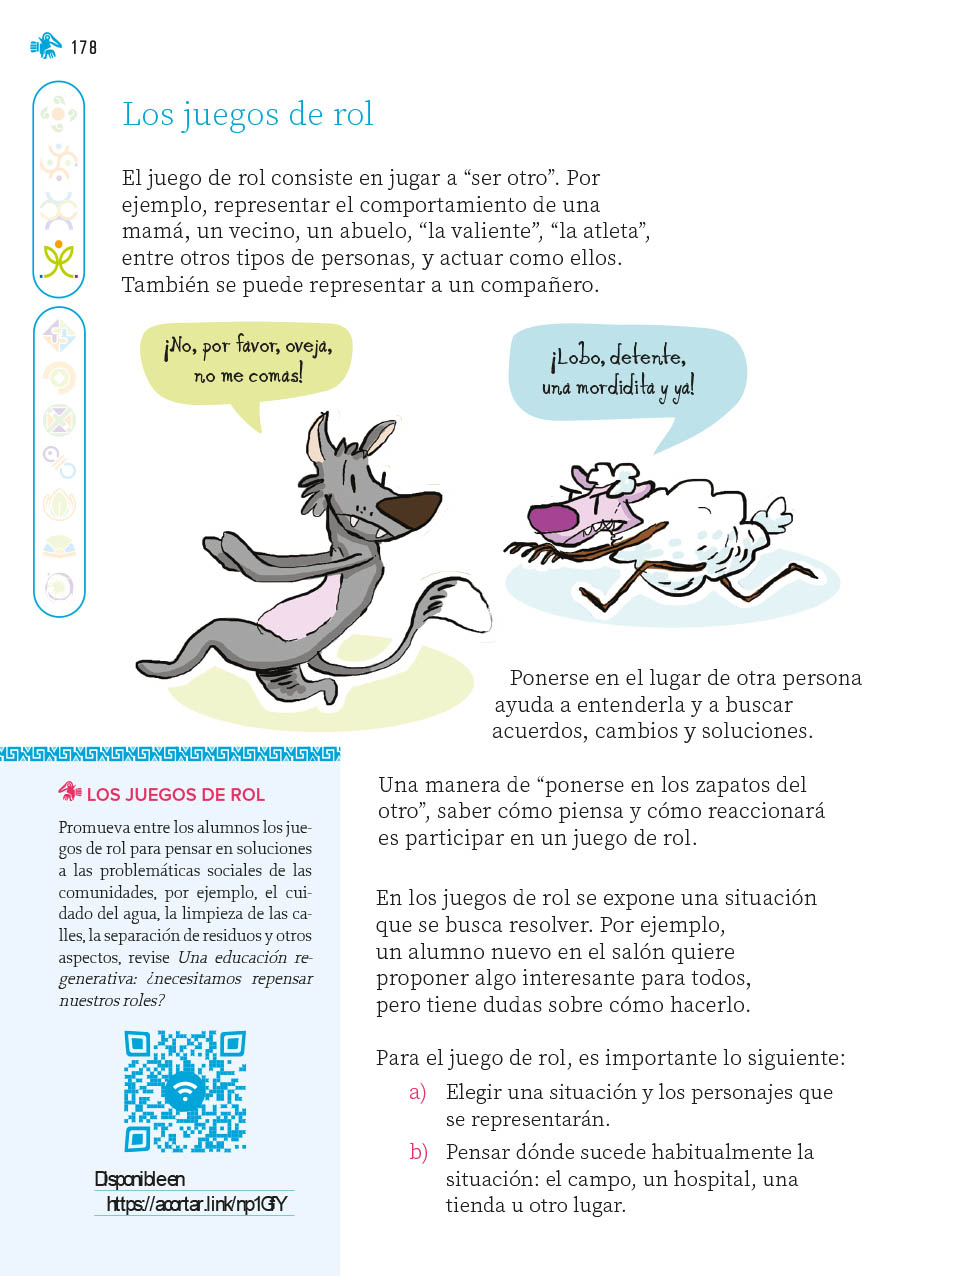 178
Los juegos de rol
El juego de rol consiste en jugar a “ser otro”. Por
ejemplo, representar el comportamiento de una
mamá, un vecino, un abuelo, “la valiente”, “la atleta”,
entre otros tipos de personas, y actuar como ellos.
También se puede representar a un compañero.
¡No, por favor, oveja,
no me comas!
¡Lobo, detente,
una mordidita y ya!
Ponerse en el lugar de otra persona
ayuda a entenderla y a buscar
acuerdos, cambios y soluciones.
Una manera de “ponerse en los zapatos del
otro”, saber cómo piensa y cómo reaccionará
es participar en un juego de rol.
En los juegos de rol se expone una situación
que se busca resolver. Por ejemplo,
un alumno nuevo en el salón quiere
proponer algo interesante para todos,
pero tiene dudas sobre cómo hacerlo.
Para el juego de rol, es importante lo siguiente:
a) Elegir una situación y los personajes que
se representarán.
b) Pensar dónde sucede habitualmente la
situación: el campo, un hospital, una
tienda u otro lugar.
LOS JUEGOS DE ROL
Promueva entre los alumnos los jue-
gos de rol para pensar en soluciones
a las problemáticas sociales de las
comunidades, por ejemplo, el cui-
dado del agua, la limpieza de las ca-
lles, la separación de residuos y otros
aspectos, revise Una educación re-
generativa: ¿necesitamos repensar
nuestros roles?
Disponible en
https://acortar.link/np1GfY